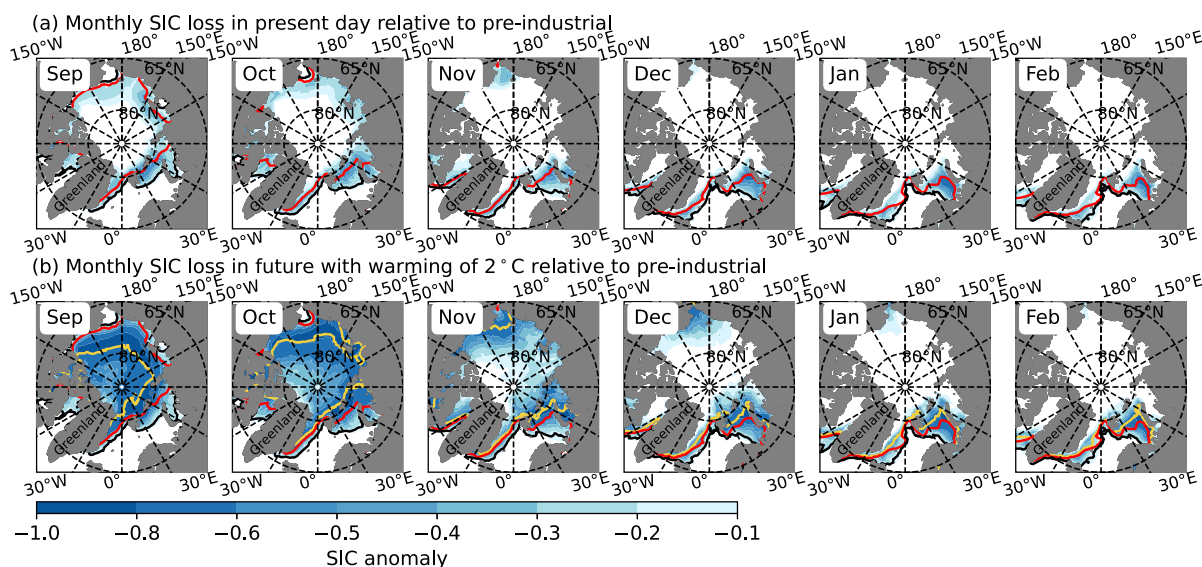 (a) Monthly SIC loss in present day relative to pre-industrial
150°W 180° 150°E 150°W 180° 150°E 150°W 180° 150°E 150°W 180° 150°E 150°W 180° 150°E 150°W 180° 150°E
Sep 65°N Oct 65°N Nov 65°N Dec 65°N Jan 65°N Feb 65°N
80°N 80°N 80°N 80°N 80°N 80°N
Greenland Greenland Greenland Greenland Greenland Greenland
30°W 0° 30°E 30°W 0° 30°E 30°W 0° 30°E 30°W 0° 30°E 30°W 0° 30°E 30°W 0° 30°E
(b) Monthly SIC loss in future with warming of 2°C relative to pre-industrial
150°W 180° 150°E 150°W 180° 150°E 150°W 180° 150°E 150°W 180° 150°E 150°W 180° 150°E 150°W 180° 150°E
Sep 65°N Oct 65°N Nov 65°N Dec 65°N Jan 65°N Feb 65°N
80°N 80°N 80°N 80°N 80°N 80°N
Greenland Greenland Greenland Greenland Greenland Greenland
30°W 0° 30°E 30°W 0° 30°E 30°W 0° 30°E 30°W 0° 30°E 30°W 0° 30°E 30°W 0° 30°E
−1.0 −0.8 −0.6 −0.5 −0.4 −0.3 −0.2 −0.1
SIC anomaly